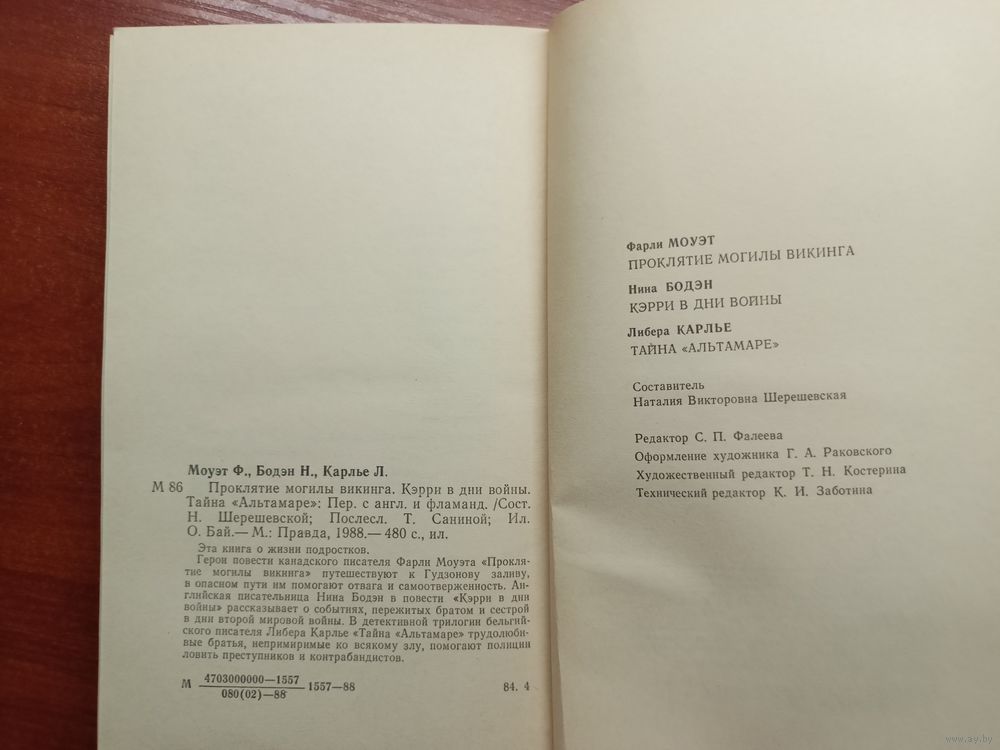 Моуэт Ф., Бодэн Н., Карлье Л.
М 86 Проклятие могилы викинга. Кэрри в дни войны.
Тайна «Альтамаре»: Пер. с англ. и фламанд. /Сост.
Н. Шерешевской; Послесл. Т. Саниной; Ил.
О. Бай.— М.: Правда, 1988.— 480 с., ил.
Эта книга о жизни подростков.
Герои повести канадского писателя Фарли Моуэта «Прокля-
тие могилы викинга» путешествуют к Гудзонову заливу,
в опасном пути им помогают отвага и самоотверженность. Ан-
глийская писательница Нина Бодэн в повести «Кэрри в дни
войны» рассказывает о событиях, пережитых братом и сестрой
в дни второй мировой войны. В детективной трилогии бельгий-
ского писателя Либера Карлье «Тайна «Альтамаре» трудолюби-
вые братья, непримиримые ко всякому злу, помогают полиции
ловить преступников и контрабандистов.
М 4703000000—1557
080(02)—88 1557—88 84. 4
Фарли МОУЭТ
ПРОКЛЯТИЕ МОГИЛЫ ВИКИНГА
Нина БОДЭН
КЭРРИ В ДНИ ВОЙНЫ
Либера КАРЛЬЕ
ТАЙНА «АЛЬТАМАРЕ»
Составитель
Наталия Викторовна Шерешевская
Редактор С. П. Фалеева
Оформление художника Г. А. Раковского
Художественный редактор Т. Н. Костерина
Технический редактор К. И. Заботина
www.ay.by